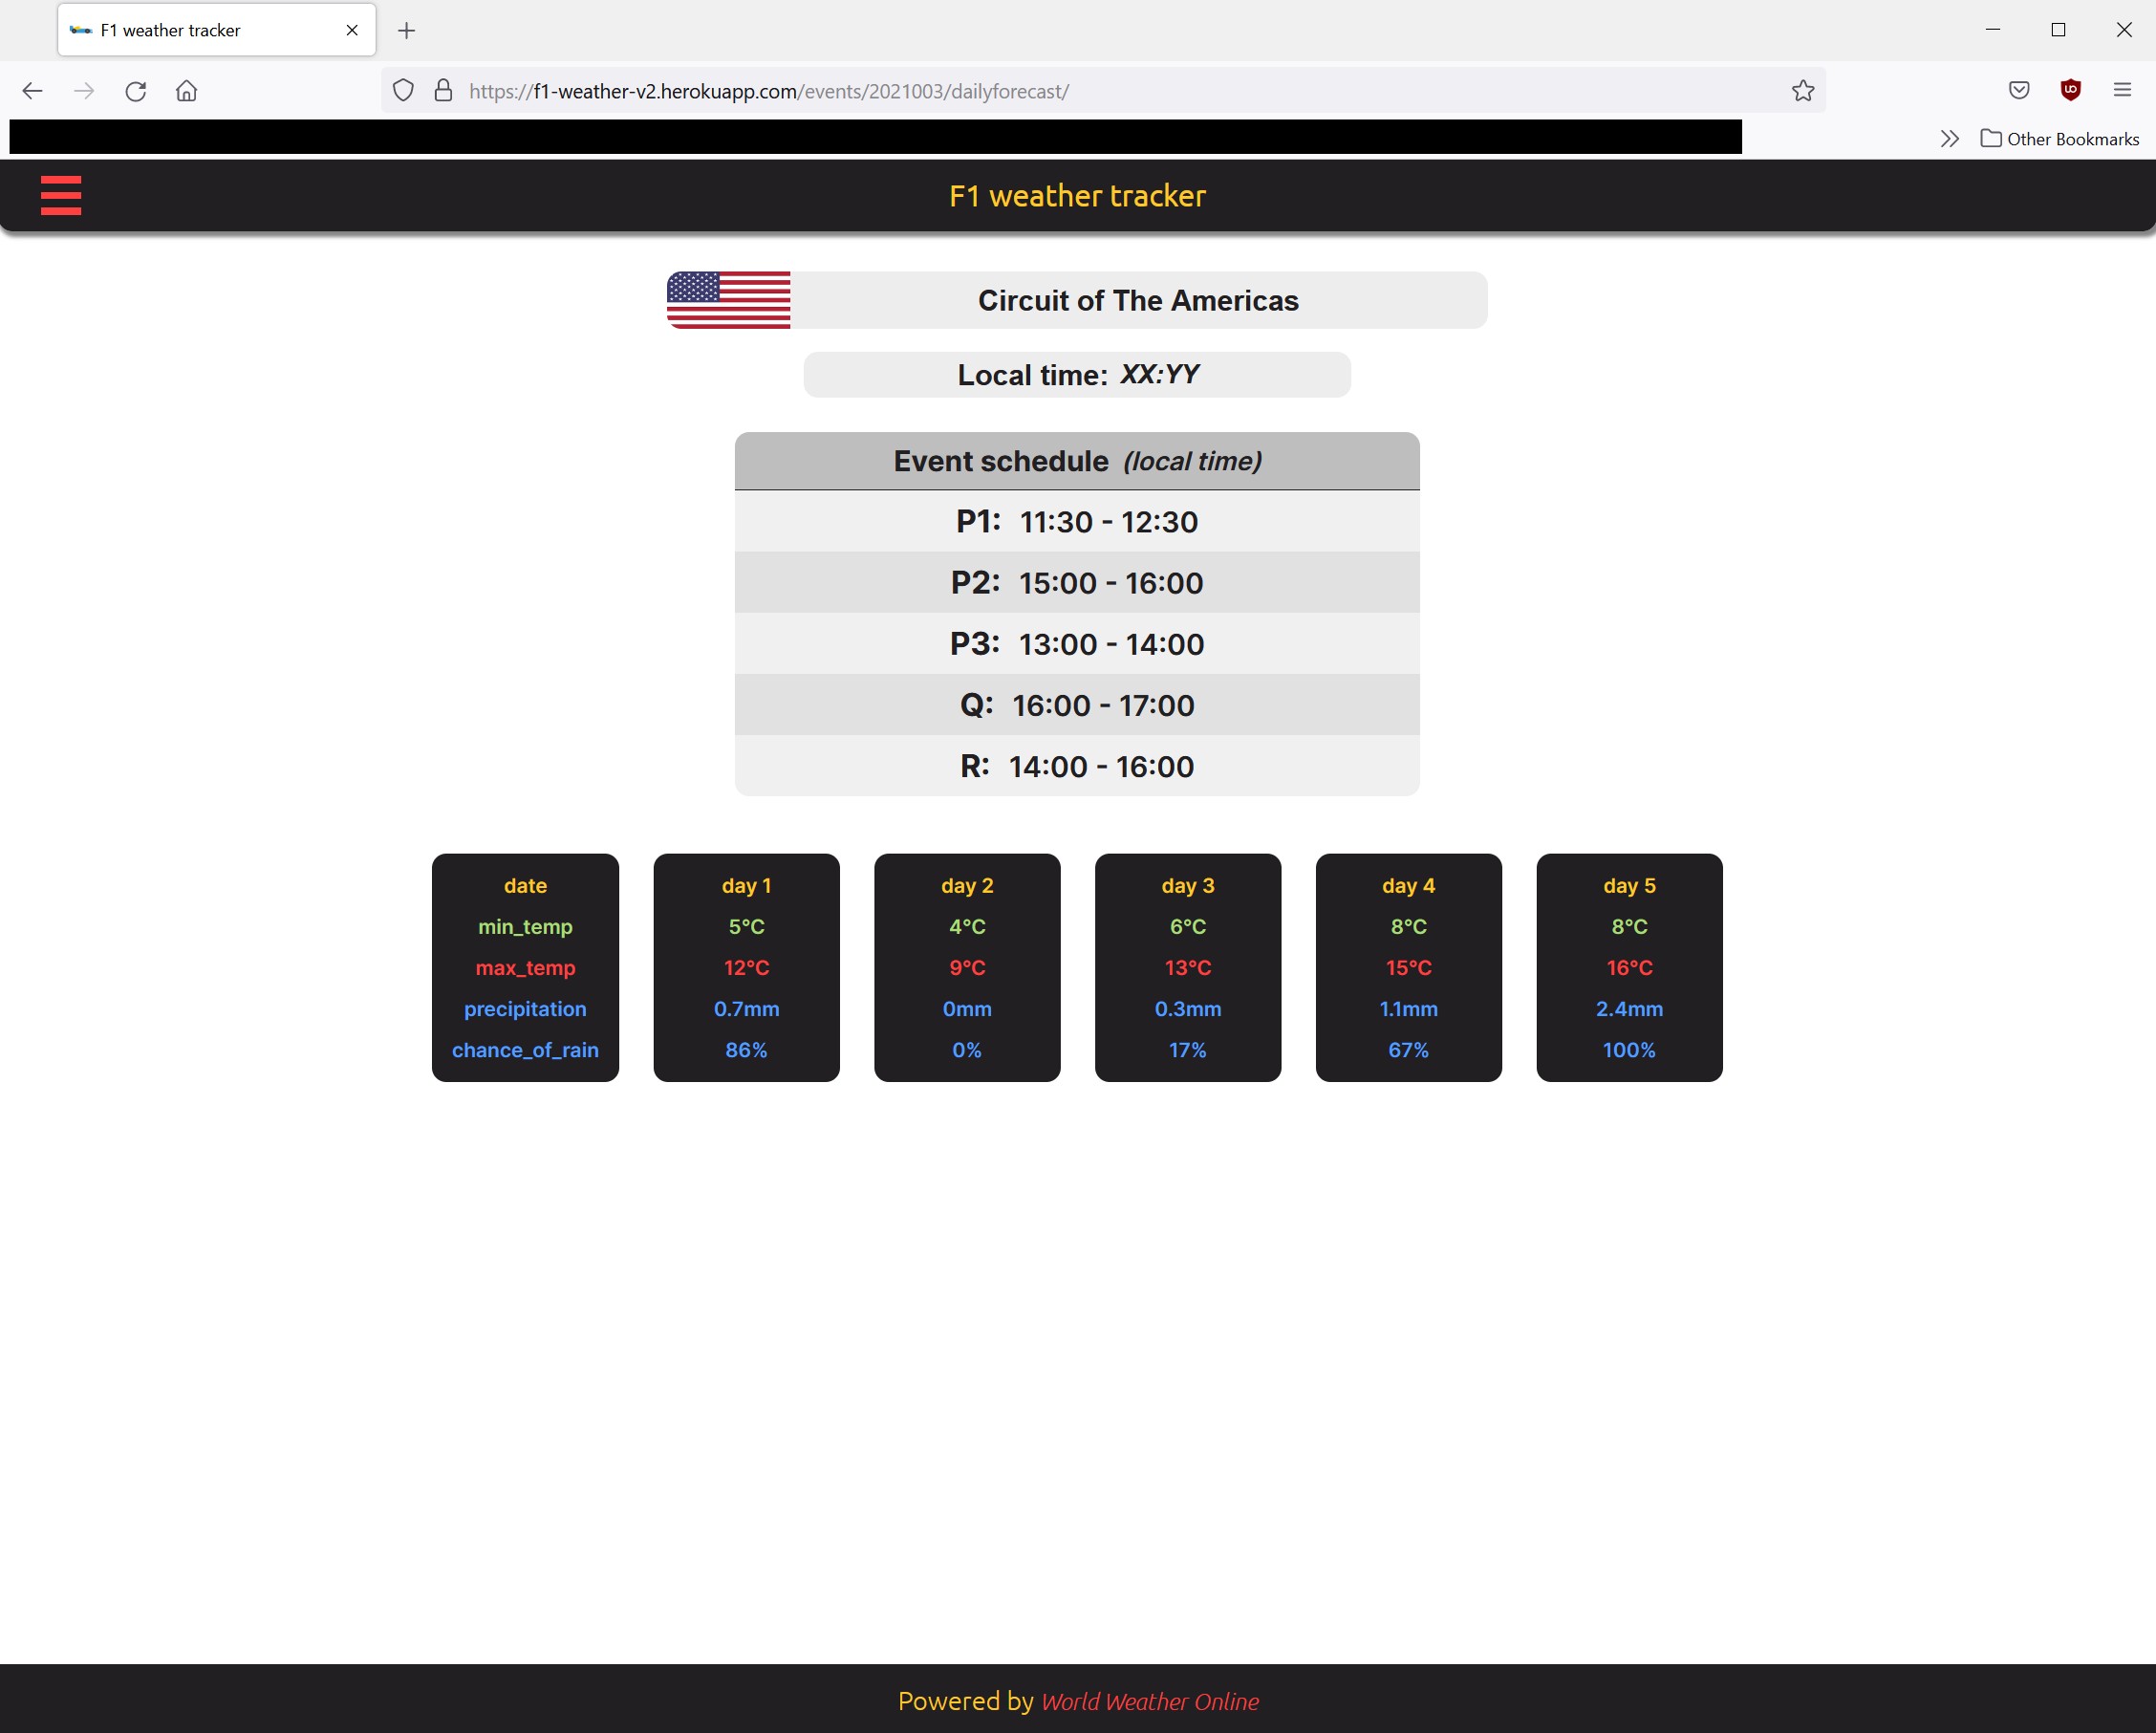 F1 weather tracker
https://f1-weather-v2.herokuapp.com/events/2021003/dailyforecast/
Other Bookmarks
F1 weather tracker
Circuit of The Americas
Local time: XX:YY
Event schedule (local time)
P1: 11:30 - 12:30
P2: 15:00 - 16:00
P3: 13:00 - 14:00
Q: 16:00 - 17:00
R: 14:00 - 16:00
date day 1 day 2 day 3 day 4 day 5
min_temp 5°C 4°C 6°C 8°C 8°C
max_temp 12°C 9°C 13°C 15°C 16°C
precipitation 0.7mm 0mm 0.3mm 1.1mm 2.4mm
chance_of_rain 86% 0% 17% 67% 100%
Powered by World Weather Online